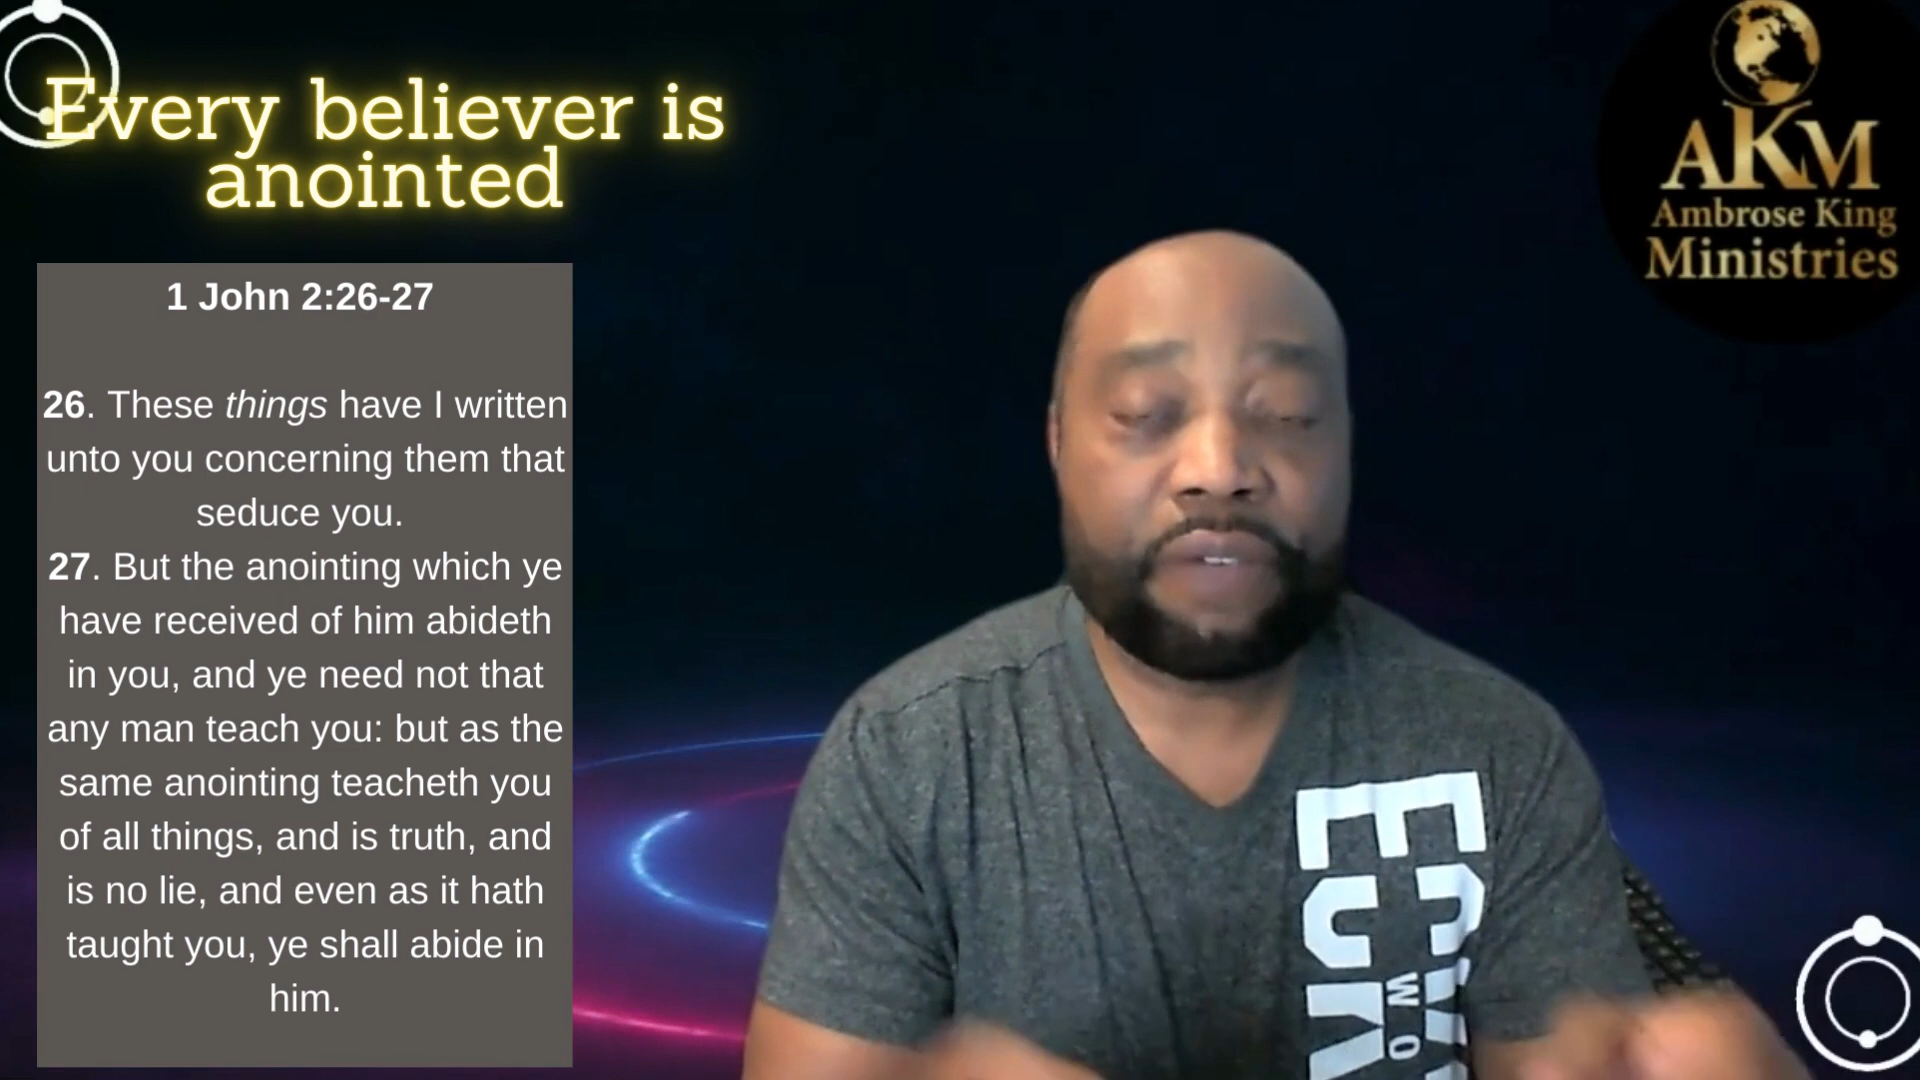 Every believer is
anointed
1 John 2:26-27
26. These things have I written
unto you concerning them that
seduce you.
27. But the anointing which ye
have received of him abideth
in you, and ye need not that
any man teach you: but as the
same anointing teacheth you
of all things, and is truth, and
is no lie, and even as it hath
taught you, ye shall abide in
him.
AKM
Ambrose King
Ministries